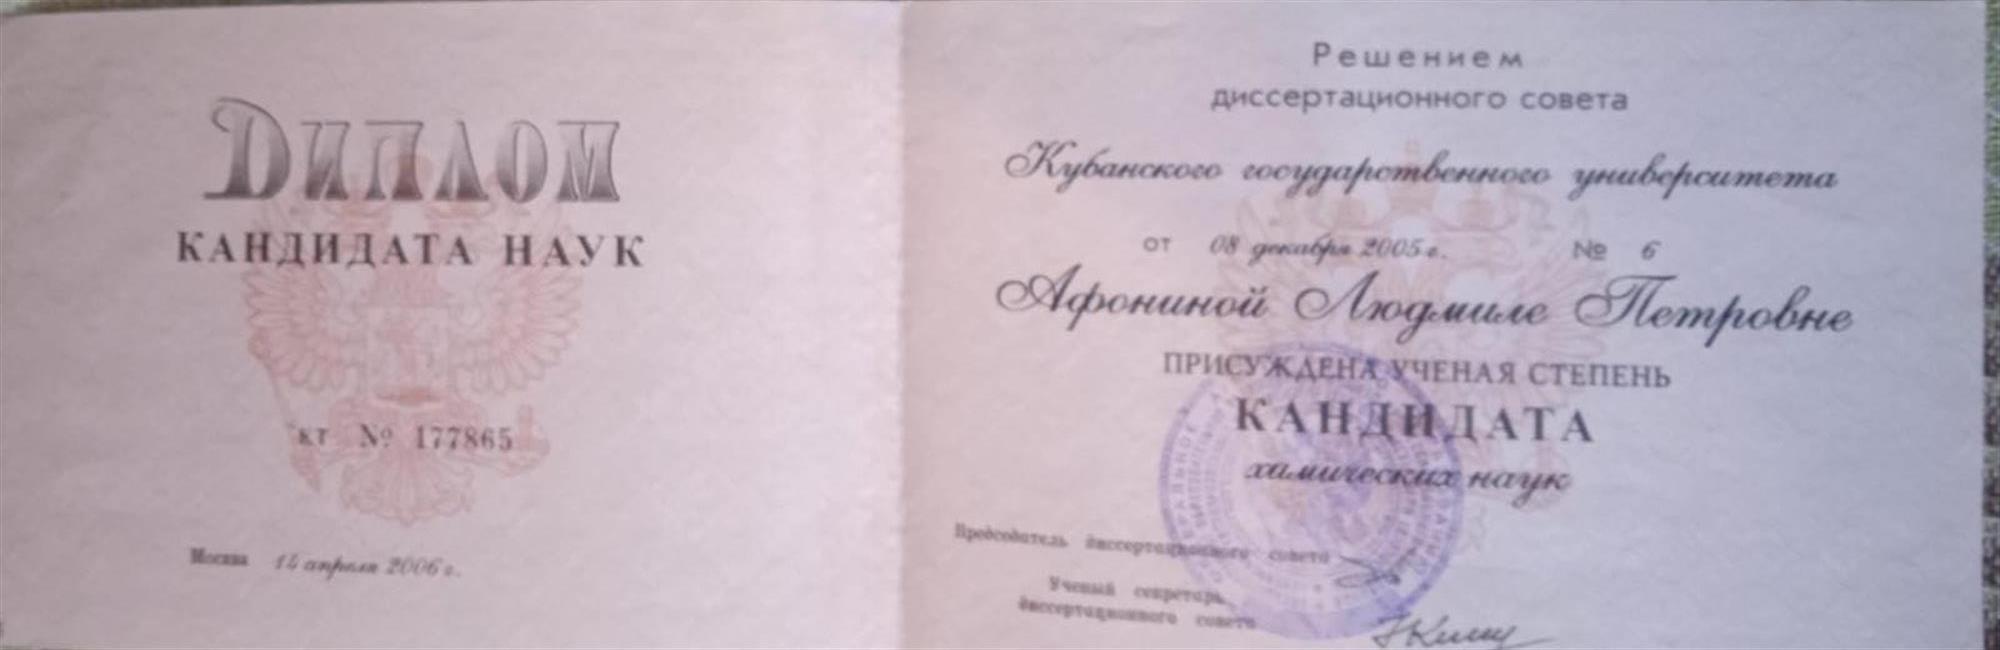 Диплом
КАНДИДАТА НАУК
КТ № 177865
Москва 14 апреля 2006 г.
Решением
диссертационного совета
Кубанского государственного университета
от 08 декабря 2005 г. № 6
Афониной Людмиле Петровне
ПРИСУЖДЕНА УЧЕНАЯ СТЕПЕНЬ
КАНДИДАТА
химических наук
Председатель диссертационного совета
Ученый секретарь
диссертационного совета